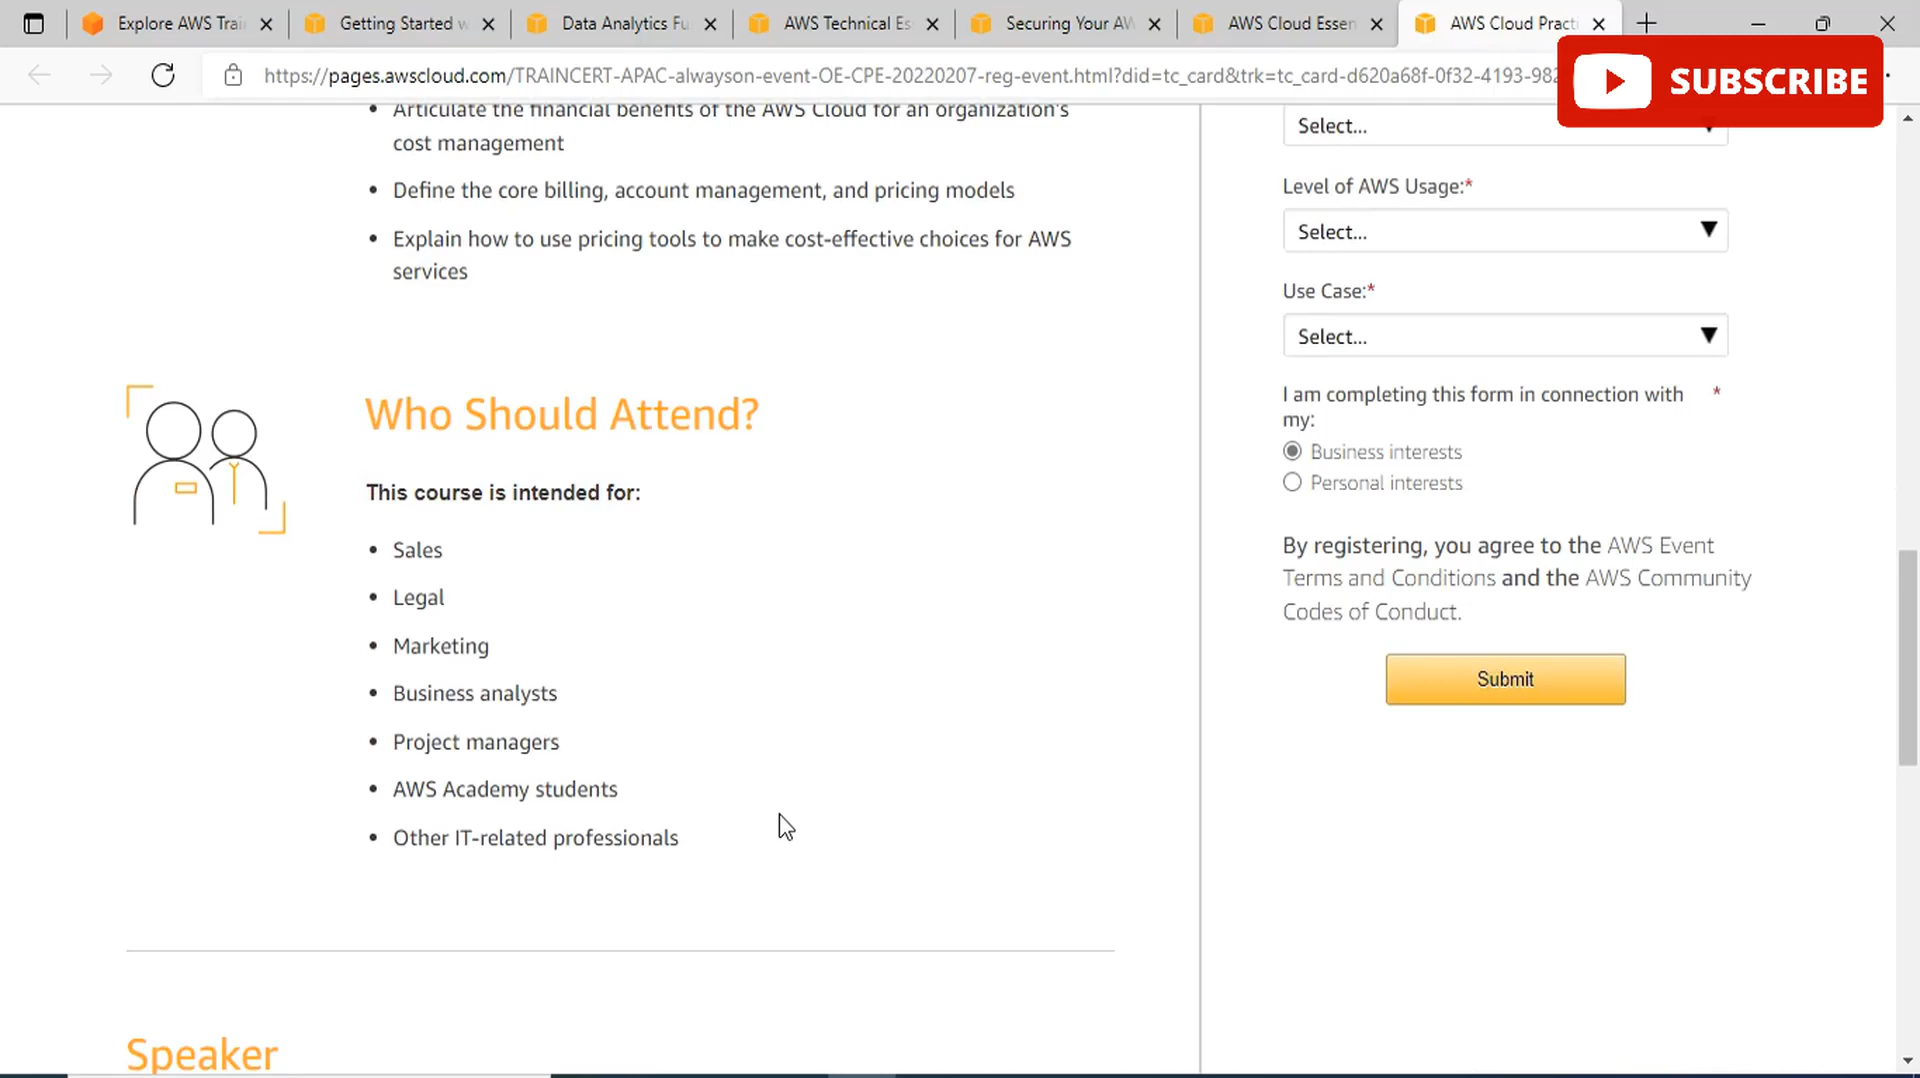 Explore AWS Trai
Getting Started w
Data Analytics Fu
AWS Technical Es
Securing Your AW
AWS Cloud Essen
AWS Cloud Practi
https://pages.awscloud.com/TRAINCERT-APAC-alwayson-event-OE-CPE-20220207-reg-event.html?did=tc_card&trk=tc_card-d620a68f-0f32-4193-982
SUBSCRIBE
Articulate the financial benefits of the AWS Cloud for an organization's
cost management
• Define the core billing, account management, and pricing models
• Explain how to use pricing tools to make cost-effective choices for AWS
services
Who Should Attend?
This course is intended for:
• Sales
• Legal
• Marketing
• Business analysts
• Project managers
• AWS Academy students
• Other IT-related professionals
Speaker
Select...
Level of AWS Usage:*
Select...
Use Case:*
Select...
I am completing this form in connection with *
my:
Business interests
Personal interests
By registering, you agree to the AWS Event
Terms and Conditions and the AWS Community
Codes of Conduct.
Submit